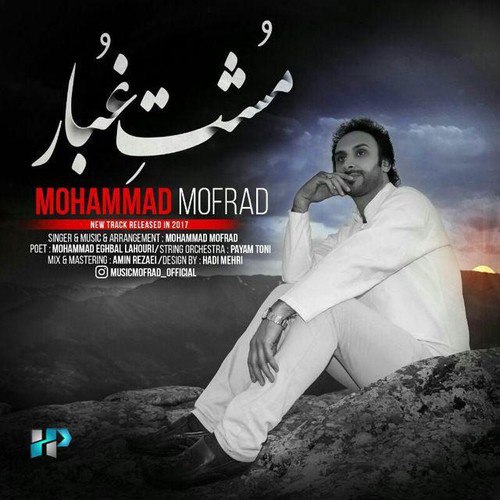 مُشتِ غُبار
MOHAMMAD MOFRAD
NEW TRACK RELEASED IN 2017
SINGER & MUSIC & ARRANGEMENT : MOHAMMAD MOFRAD
POET : MOHAMMAD EGHBAL LAHOURI/STRING ORCHESTRA : PAYAM TONI
MIX & MASTERING : AMIN REZAEI/DESIGN BY : HADI MEHRI
MUSICMOFRAD_OFFICIAL
HP